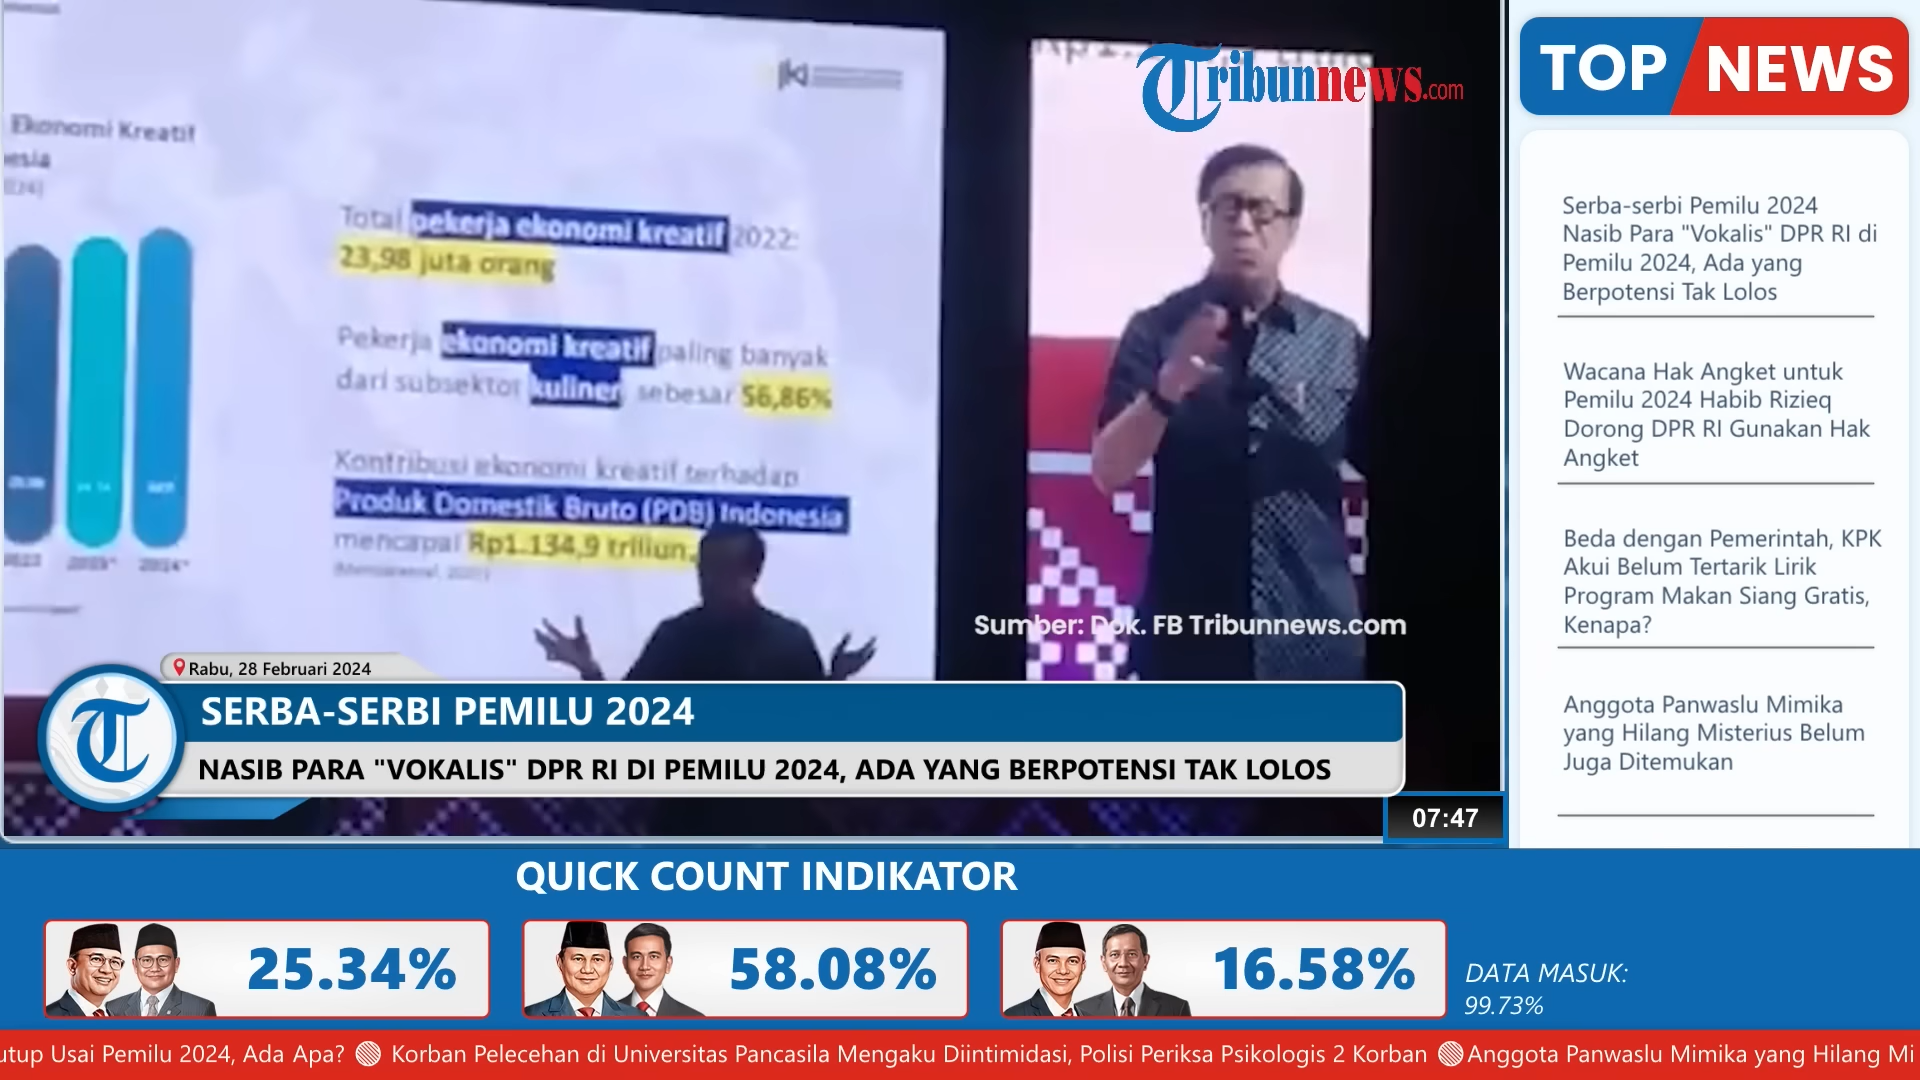 Ekonomi Kreatif
Total pekerja ekonomi kreatif 2022:
23,98 juta orang
Pekerja ekonomi kreatif paling banyak
dari subsektor kuliner sebesar 56,86%
Kontribusi ekonomi kreatif terhadap
Produk Domestik Bruto (PDB) Indonesia
mencapai Rp1.134,9 triliun.
Tribunnews.com
Sumber: Dok. FB Tribunnews.com
Rabu, 28 Februari 2024
SERBA-SERBI PEMILU 2024
NASIB PARA "VOKALIS" DPR RI DI PEMILU 2024, ADA YANG BERPOTENSI TAK LOLOS
07:47
TOP NEWS
Serba-serbi Pemilu 2024
Nasib Para "Vokalis" DPR RI di
Pemilu 2024, Ada yang
Berpotensi Tak Lolos
Wacana Hak Angket untuk
Pemilu 2024 Habib Rizieq
Dorong DPR RI Gunakan Hak
Angket
Beda dengan Pemerintah, KPK
Akui Belum Tertarik Lirik
Program Makan Siang Gratis,
Kenapa?
Anggota Panwaslu Mimika
yang Hilang Misterius Belum
Juga Ditemukan
QUICK COUNT INDIKATOR
25.34%
58.08%
16.58%
DATA MASUK:
99.73%
utup Usai Pemilu 2024, Ada Apa? Korban Pelecehan di Universitas Pancasila Mengaku Diintimidasi, Polisi Periksa Psikologis 2 Korban Anggota Panwaslu Mimika yang Hilang Mi